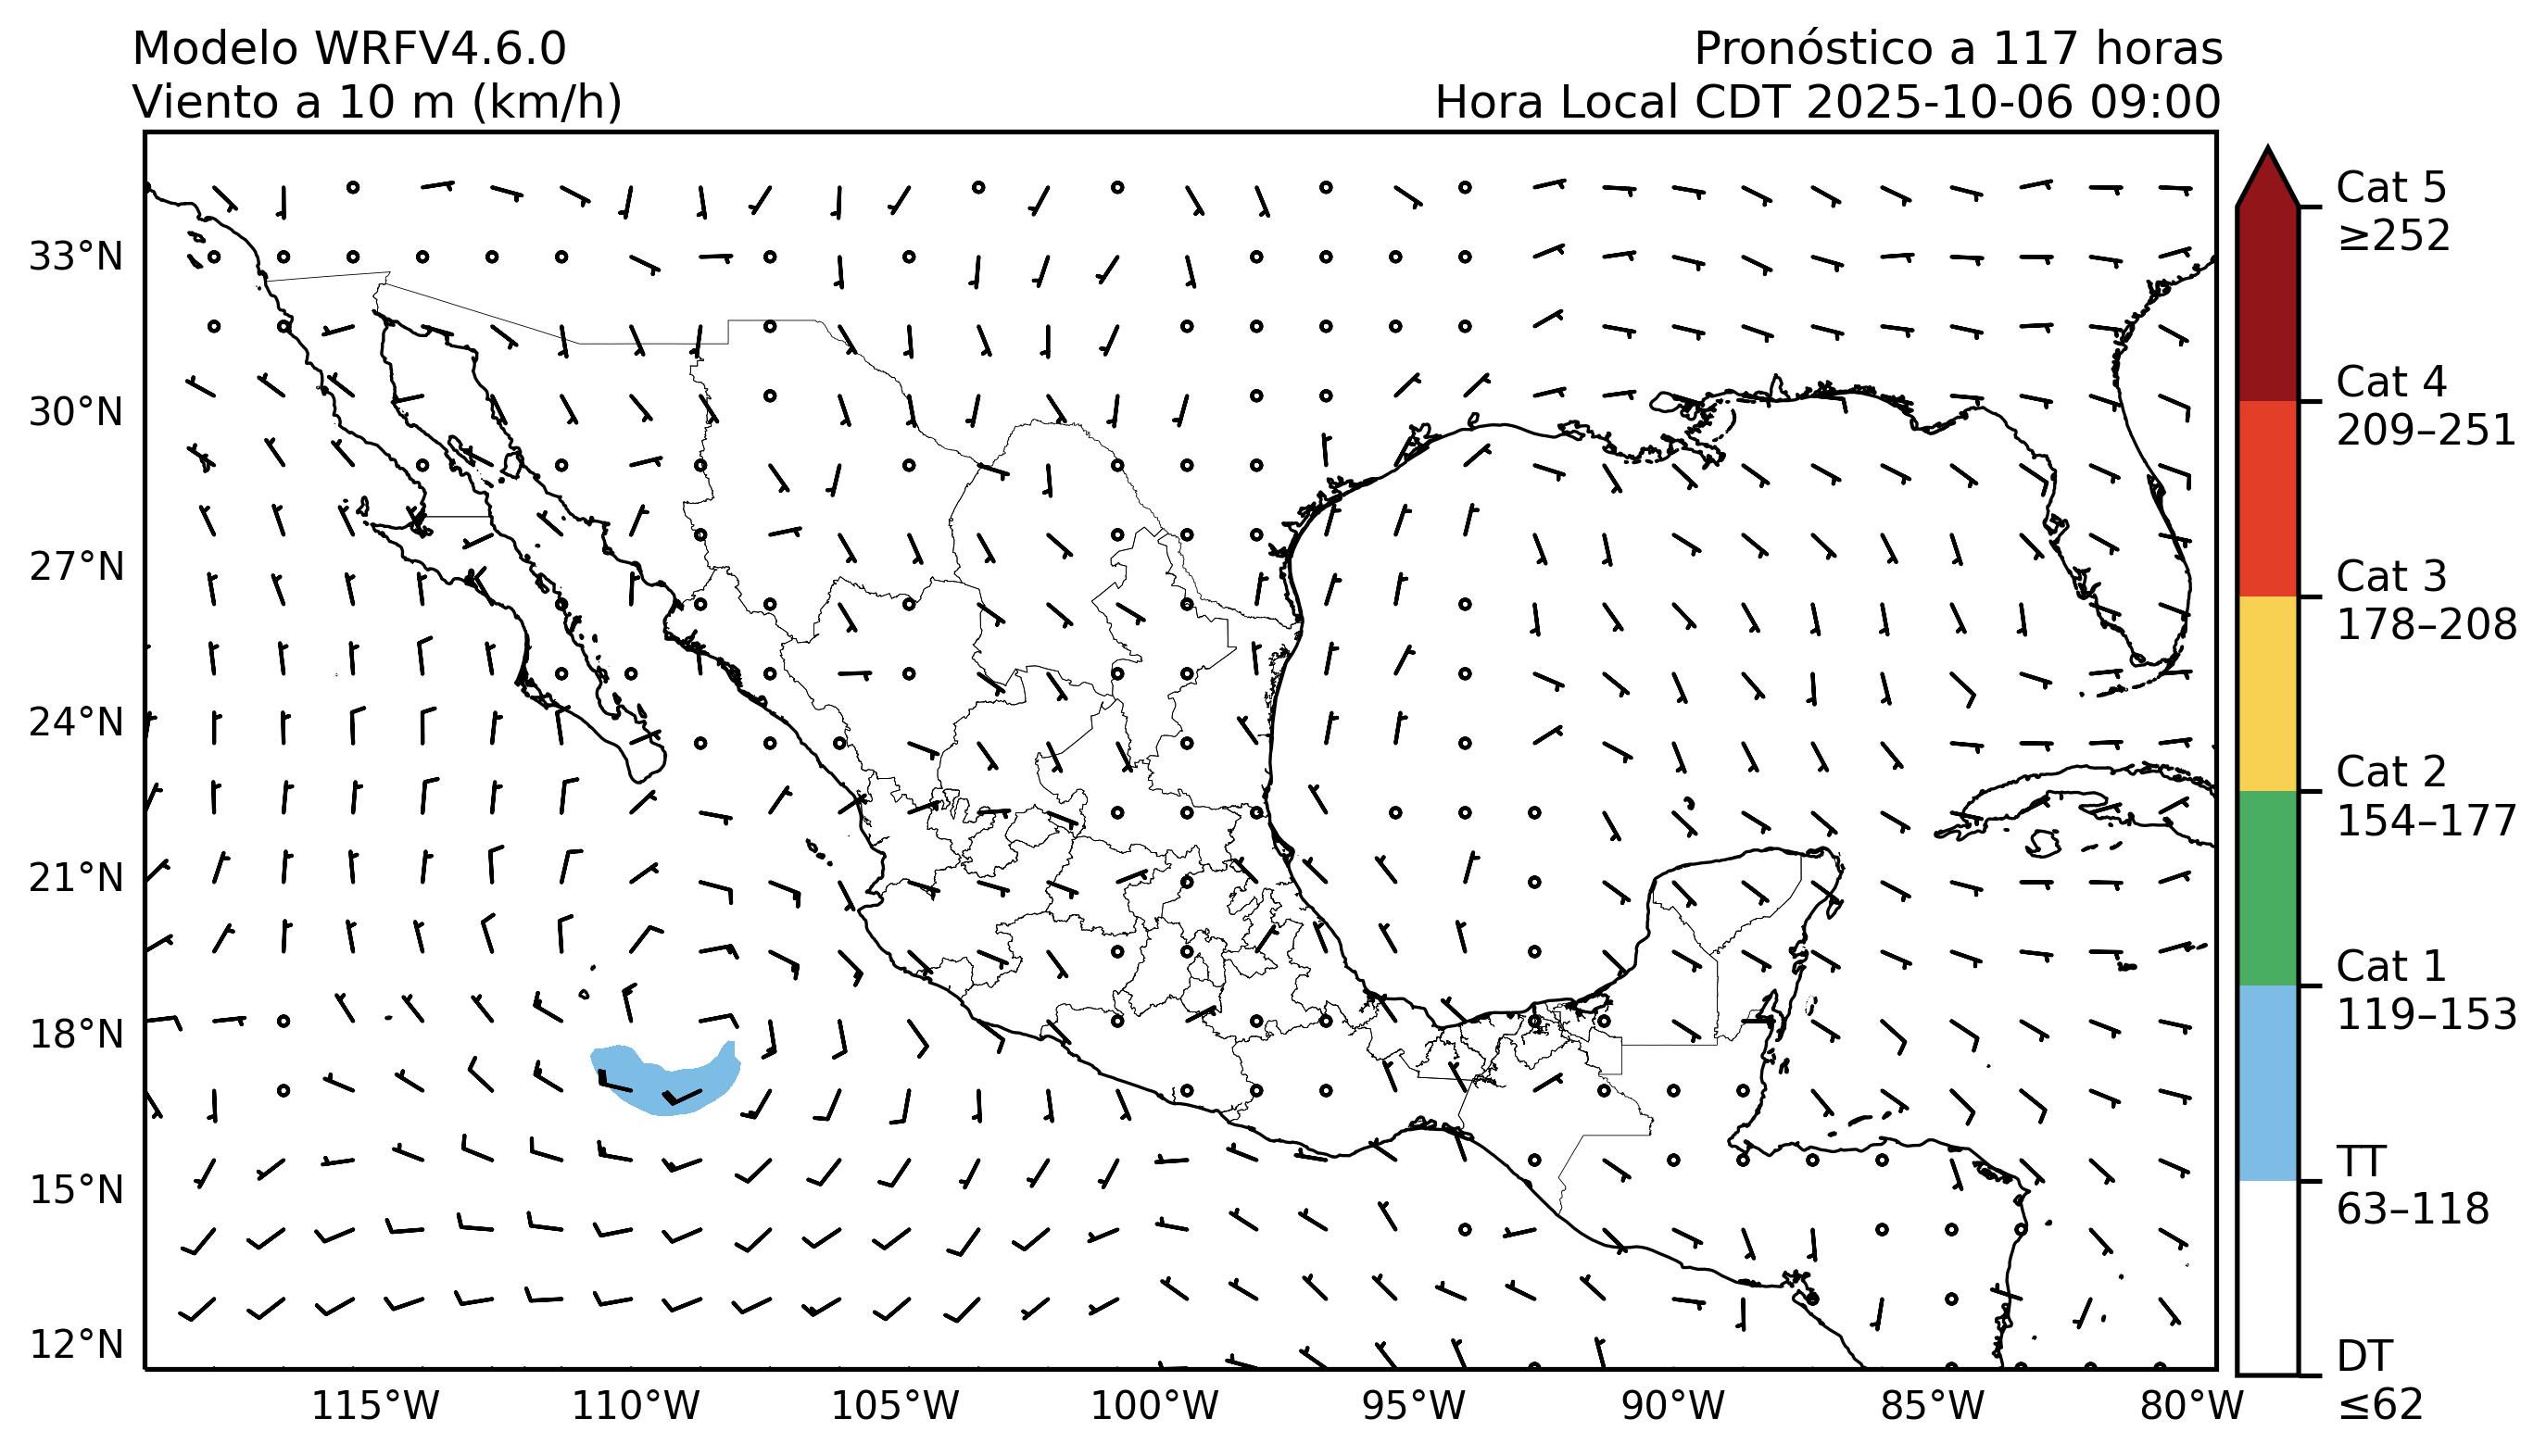 Modelo WRFV4.6.0
Viento a 10 m (km/h)
Pronóstico a 117 horas
Hora Local CDT 2025-10-06 09:00
33°N
30°N
27°N
24°N
21°N
18°N
15°N
12°N
115°W
110°W
105°W
100°W
95°W
90°W
85°W
80°W
Cat 5
≥252
Cat 4
209–251
Cat 3
178–208
Cat 2
154–177
Cat 1
119–153
TT
63–118
DT
≤62